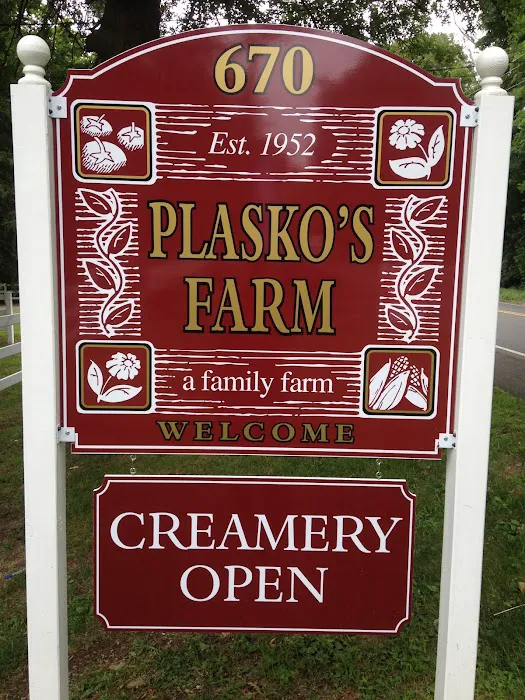 670
Est. 1952
PLASKO'S
FARM
a family farm
WELCOME
CREAMERY
OPEN